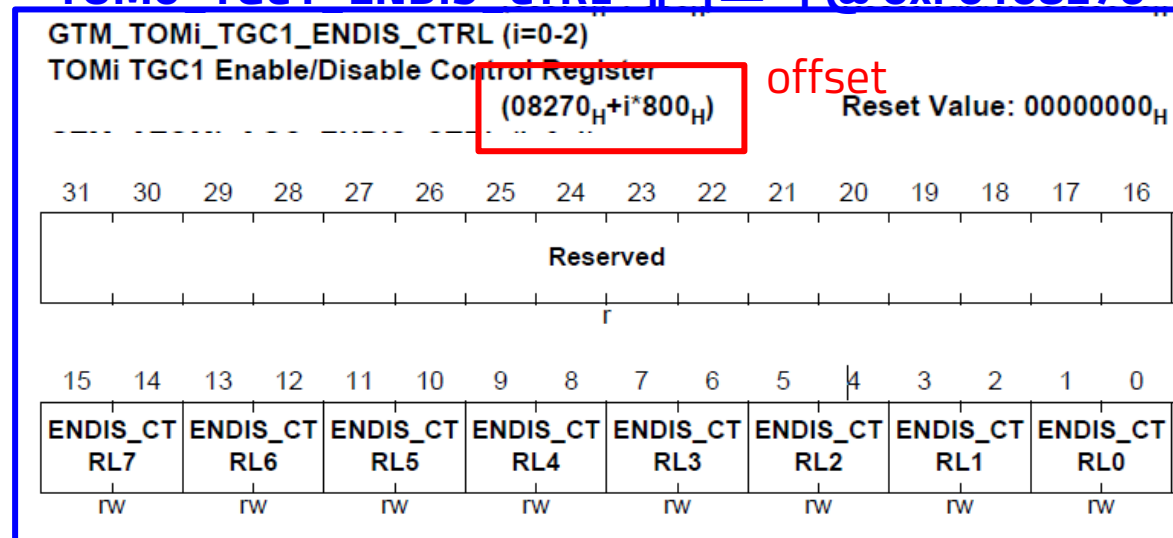 GTM_TOMi_TGC1_ENDIS_CTRL (i=0-2)
TOMi TGC1 Enable/Disable Control Register
offset
(08270H+i*800H) Reset Value: 00000000H
31 30 29 28 27 26 25 24 23 22 21 20 19 18 17 16
Reserved
r
15 14 13 12 11 10 9 8 7 6 5 4 3 2 1 0
ENDIS_CT ENDIS_CT ENDIS_CT ENDIS_CT ENDIS_CT ENDIS_CT ENDIS_CT ENDIS_CT
RL7 RL6 RL5 RL4 RL3 RL2 RL1 RL0
rw rw rw rw rw rw rw rw